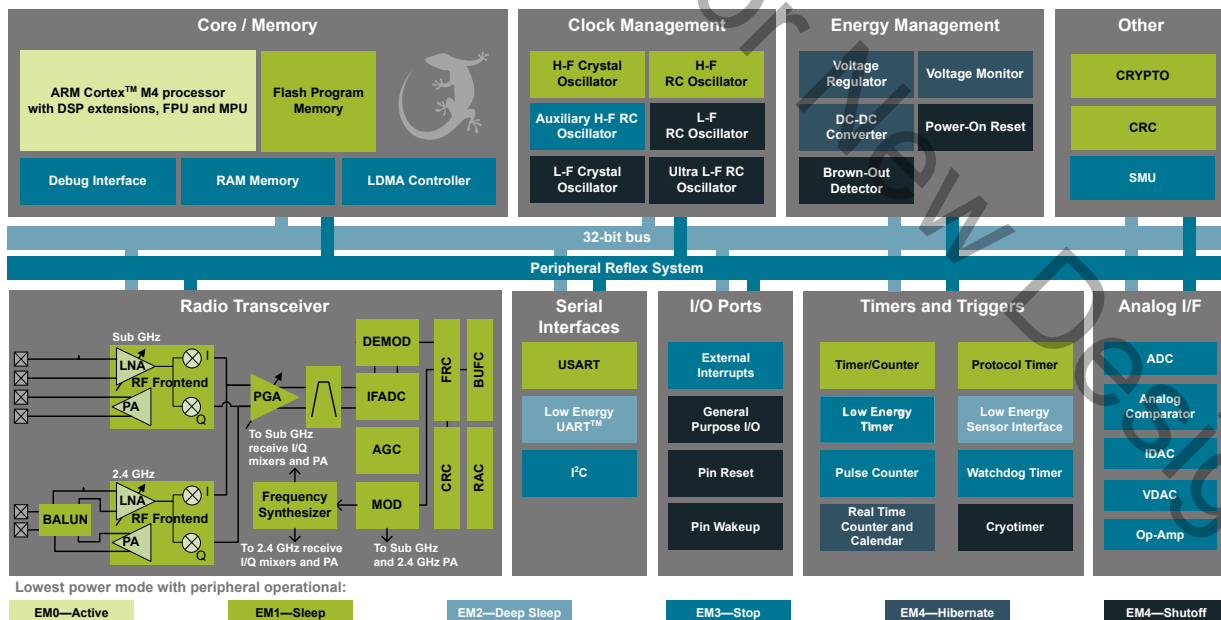 Core / Memory
ARM Cortex™ M4 processor
with DSP extensions, FPU and MPU
Flash Program
Memory
Debug Interface
RAM Memory
LDMA Controller
Clock Management
H-F Crystal
Oscillator
H-F
RC Oscillator
Auxiliary H-F RC
Oscillator
L-F
RC Oscillator
L-F Crystal
Oscillator
Ultra L-F RC
Oscillator
Energy Management
Voltage
Regulator
Voltage Monitor
DC-DC
Converter
Power-On Reset
Brown-Out
Detector
Other
CRYPTO
CRC
SMU
32-bit bus
Peripheral Reflex System
Radio Transceiver
Sub GHz
LNA
RF Frontend
PA
I
Q
2.4 GHz
BALUN
LNA
RF Frontend
PA
I
Q
PGA
To Sub GHz
receive I/Q
mixers and PA
Frequency
Synthesizer
To 2.4 GHz receive
I/Q mixers and PA
DEMOD
IFADC
AGC
MOD
To Sub GHz
and 2.4 GHz PA
FRC
BUFC
CRC
RAC
Serial
Interfaces
USART
Low Energy
UART™
I²C
I/O Ports
External
Interrupts
General
Purpose I/O
Pin Reset
Pin Wakeup
Timers and Triggers
Timer/Counter
Protocol Timer
Low Energy
Timer
Low Energy
Sensor Interface
Pulse Counter
Watchdog Timer
Real Time
Counter and
Calendar
Cryotimer
Analog I/F
ADC
Analog
Comparator
IDAC
VDAC
Op-Amp
Lowest power mode with peripheral operational:
EM0—Active
EM1—Sleep
EM2—Deep Sleep
EM3—Stop
EM4—Hibernate
EM4—Shutoff
or New Desig